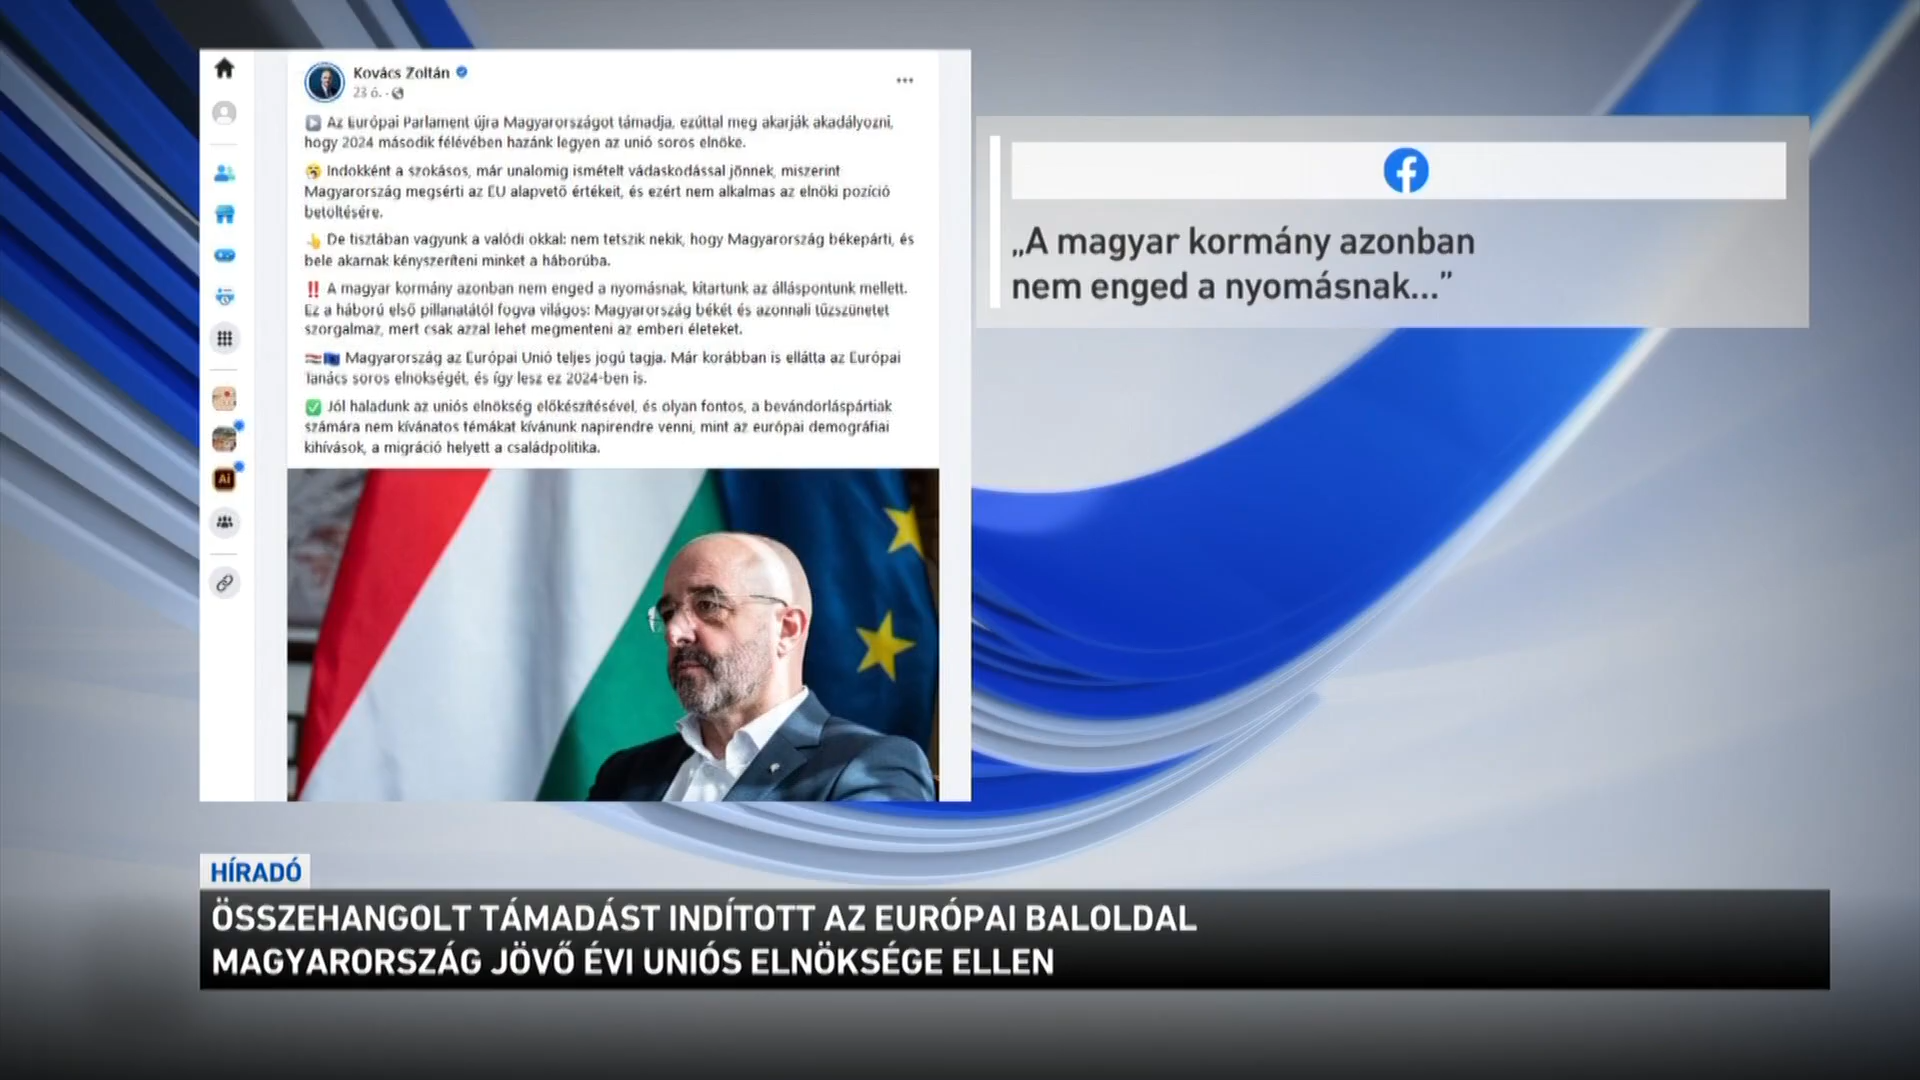 Kovács Zoltán
23 ó. ·
Az Európai Parlament újra Magyarországot támadja, ezúttal meg akarják akadályozni,
hogy 2024 második félévében hazánk legyen az unió soros elnöke.
Indokként a szokásos, már unalomig ismételt vádaskodással jönnek, miszerint
Magyarország megsérti az EU alapvető értékeit, és ezért nem alkalmas az elnöki pozíció
betöltésére.
De tisztában vagyunk a valódi okkal: nem tetszik nekik, hogy Magyarország békepárti, és
bele akarnak kényszeríteni minket a háborúba.
‼ A magyar kormány azonban nem enged a nyomásnak, kitartunk az álláspontunk mellett.
Ez a háború első pillanatától fogva világos: Magyarország békét és azonnali tűzszünetet
szorgalmaz, mert csak azzal lehet megmenteni az emberi életeket.
Magyarország az Európai Unió teljes jogú tagja. Már korábban is ellátta az Európai
Tanács soros elnökségét, és így lesz ez 2024-ben is.
Jól haladunk az uniós elnökség előkészítésével, és olyan fontos, a bevándorláspártiak
számára nem kívánatos témákat kívánunk napirendre venni, mint az európai demográfiai
kihívások, a migráció helyett a családpolitika.
Ai
„A magyar kormány azonban
nem enged a nyomásnak...”
HÍRADÓ
ÖSSZEHANGOLT TÁMADÁST INDÍTOTT AZ EURÓPAI BALOLDAL
MAGYARORSZÁG JÖVŐ ÉVI UNIÓS ELNÖKSÉGE ELLEN